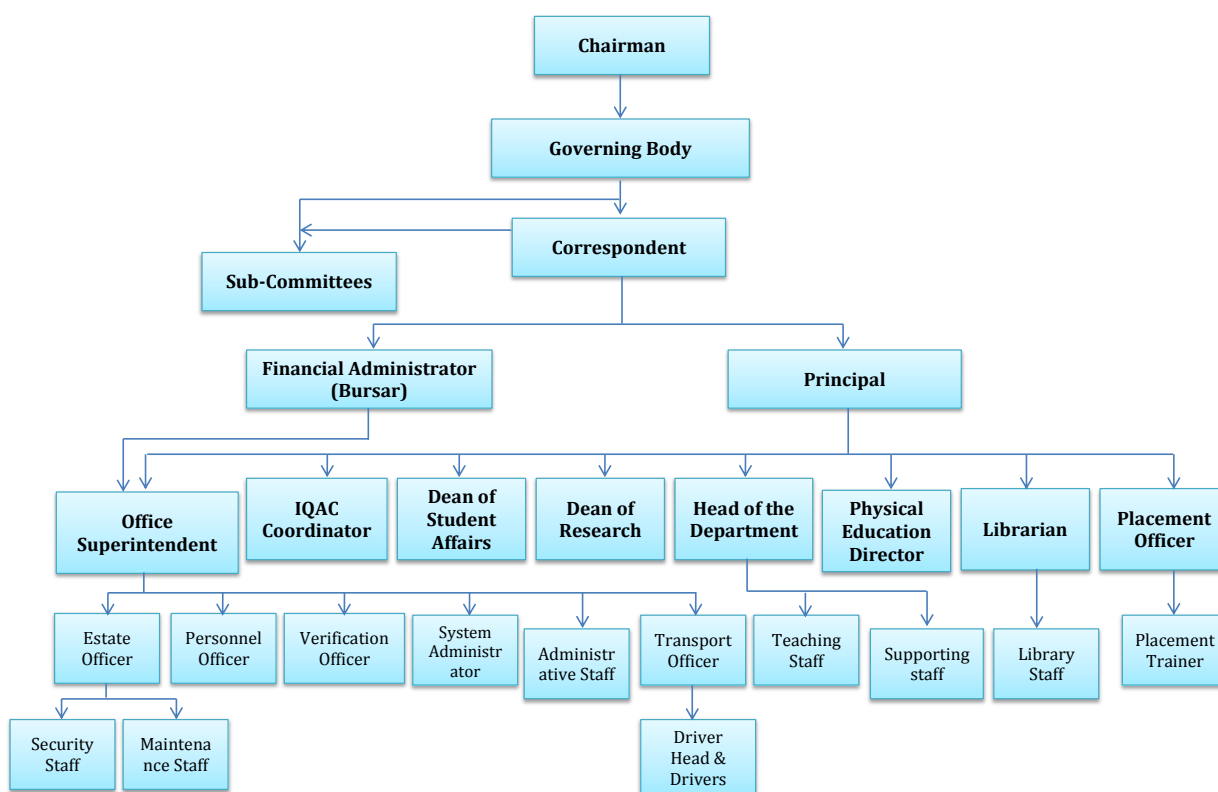 Chairman
Governing Body
Correspondent
Sub-Committees
Financial Administrator
(Bursar)
Principal
Office
Superintendent
IQAC
Coordinator
Dean of
Student
Affairs
Dean of
Research
Head of the
Department
Physical
Education
Director
Librarian
Placement
Officer
Estate
Officer
Personnel
Officer
Verification
Officer
System
Administr
ator
Administr
ative Staff
Transport
Officer
Teaching
Staff
Supporting
staff
Library
Staff
Placement
Trainer
Security
Staff
Maintena
nce Staff
Driver
Head &
Drivers